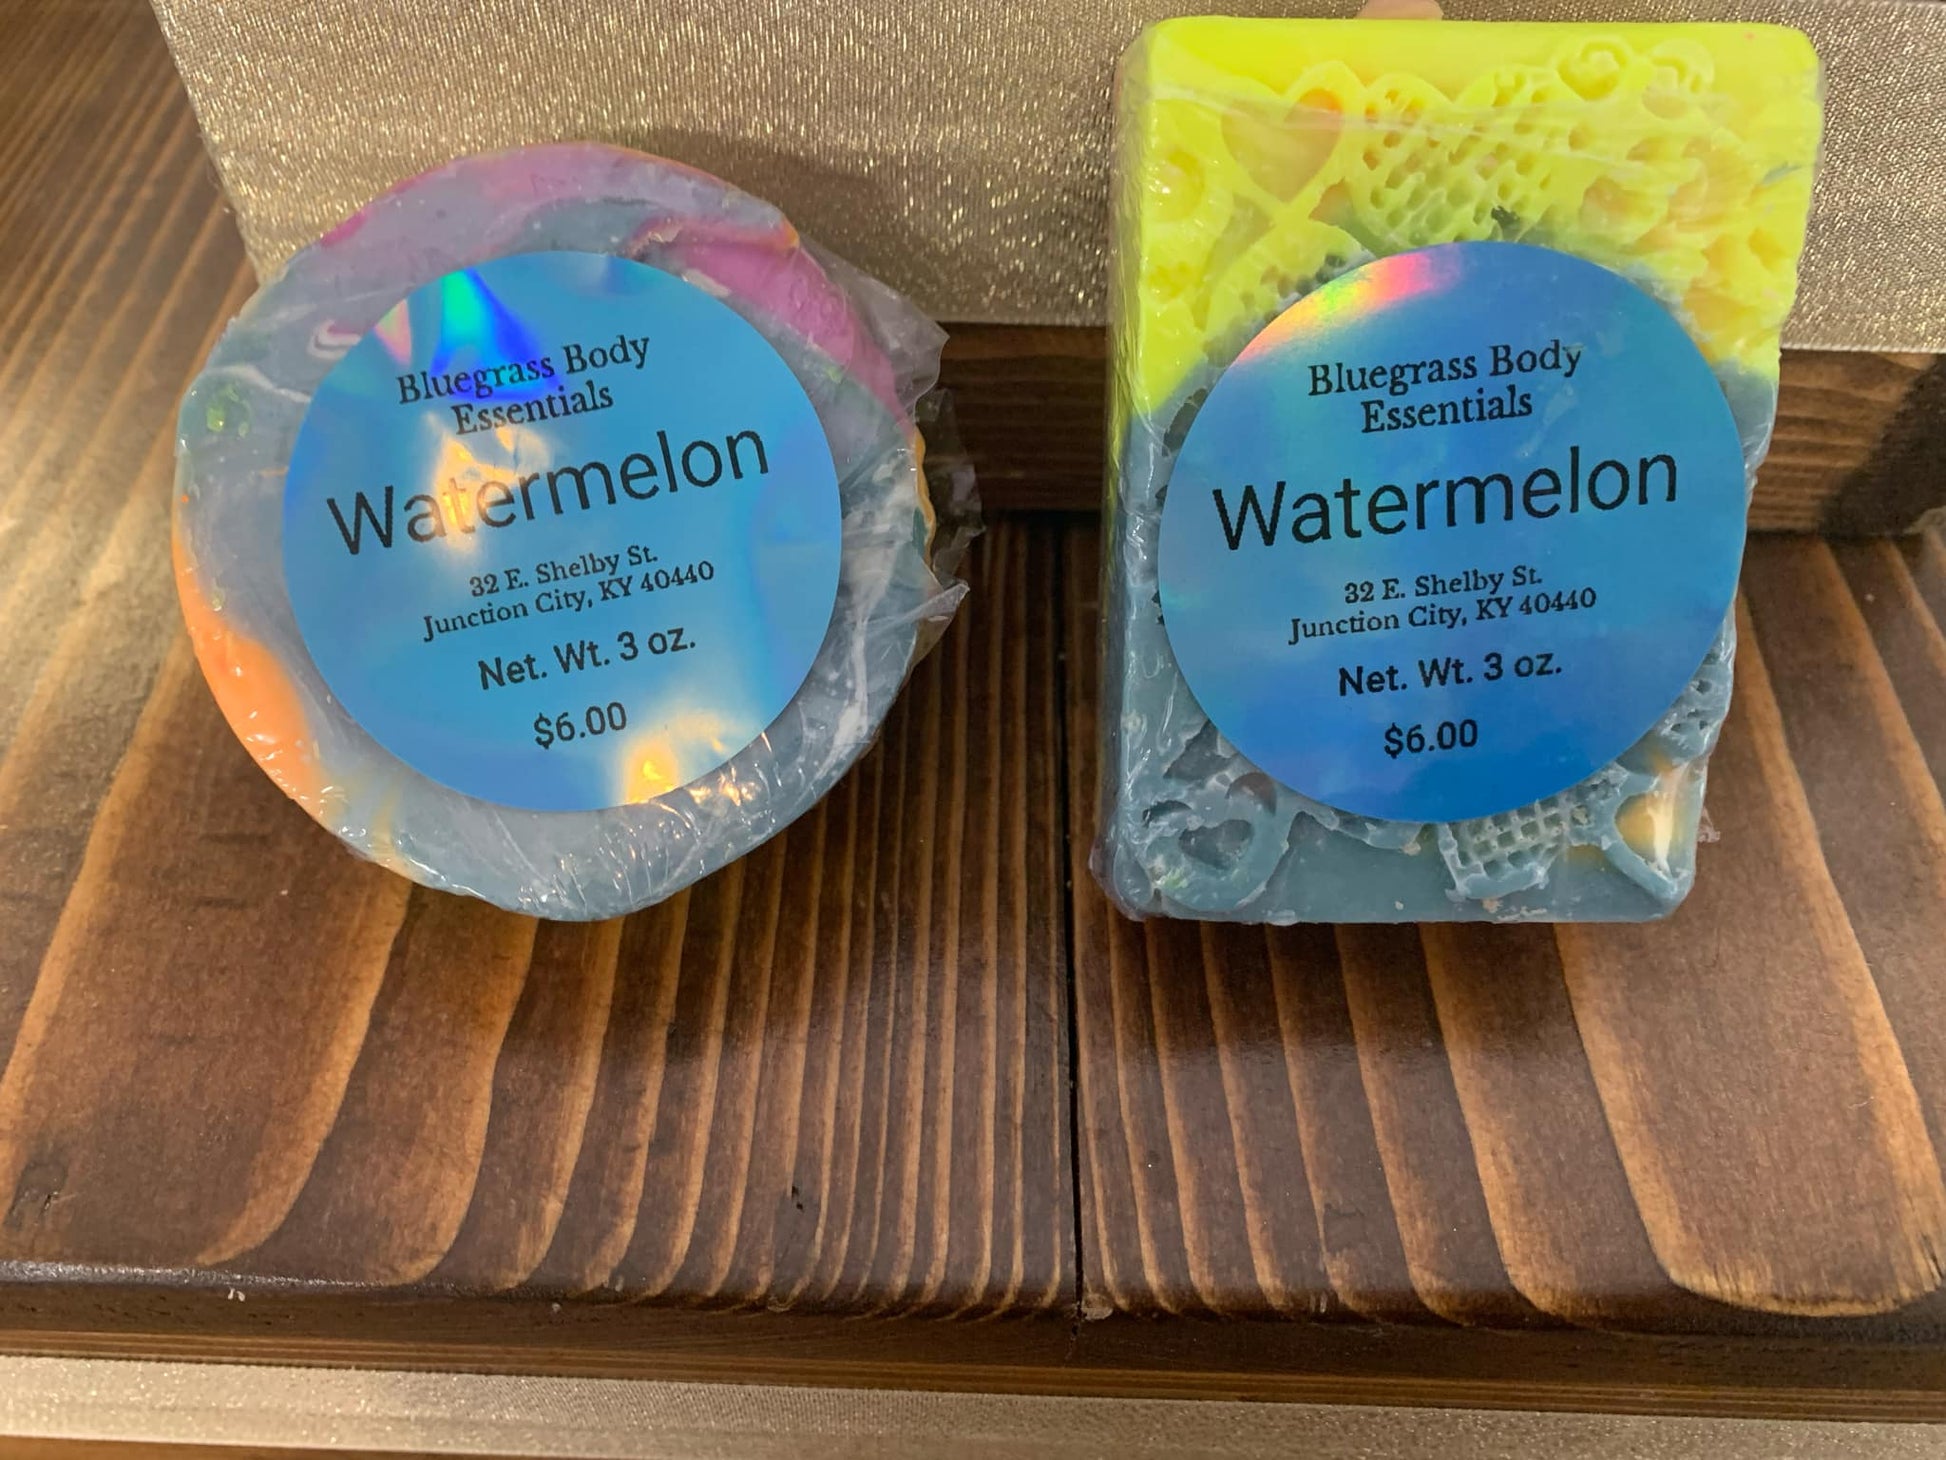 Bluegrass Body
Essentials
Watermelon
32 E. Shelby St.
Junction City, KY 40440
Net. Wt. 3 oz.
$6.00
Bluegrass Body
Essentials
Watermelon
32 E. Shelby St.
Junction City, KY 40440
Net. Wt. 3 oz.
$6.00